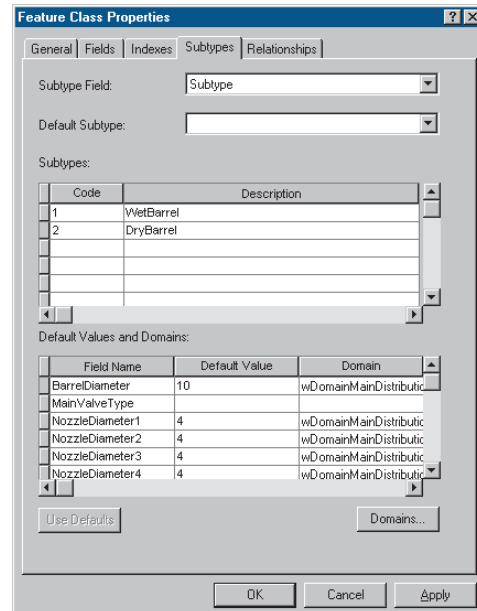 Feature Class Properties
General Fields Indexes Subtypes Relationships
Subtype Field: Subtype
Default Subtype:
Subtypes:
Code Description
1 WetBarrel
2 DryBarrel
Default Values and Domains:
Field Name Default Value Domain
BarrelDiameter 10 wDomainMainDistributic
MainValveType
NozzleDiameter1 4 wDomainMainDistributic
NozzleDiameter2 4 wDomainMainDistributic
NozzleDiameter3 4 wDomainMainDistributic
NozzleDiameter4 4 wDomainMainDistributic
Use Defaults Domains...
OK Cancel Apply